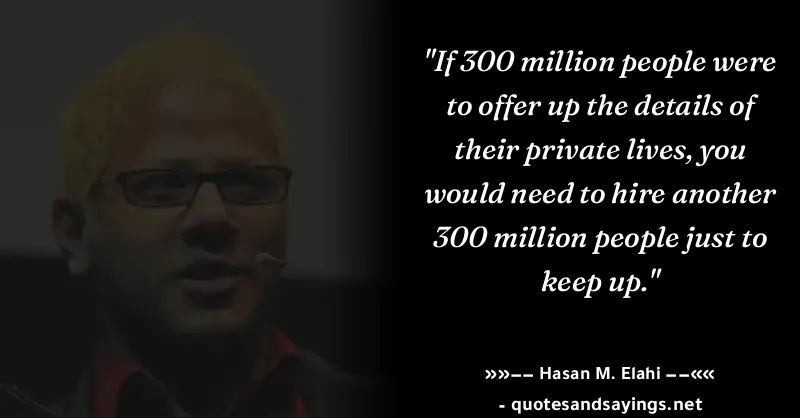 "If 300 million people were
to offer up the details of
their private lives, you
would need to hire another
300 million people just to
keep up."
»»—— Hasan M. Elahi ——««
- quotesandsayings.net